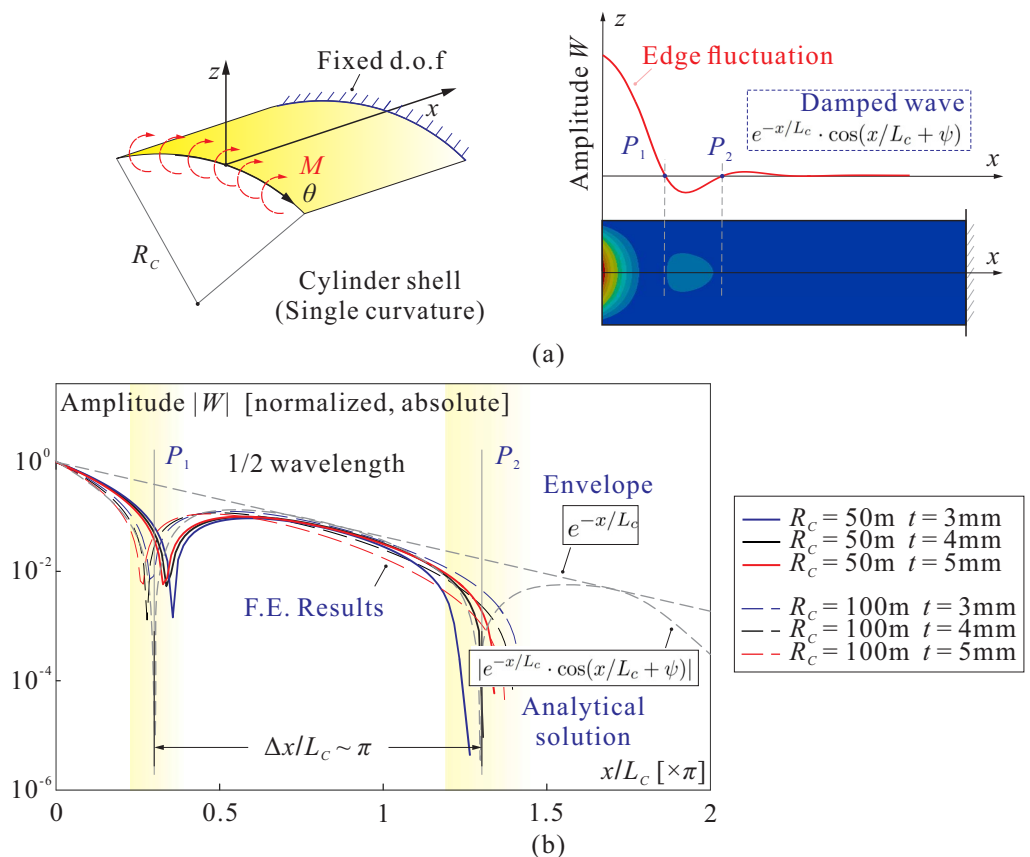 Fixed d.o.f
z
x
M
θ
R_C
Cylinder shell
(Single curvature)
Amplitude W
z
Edge fluctuation
Damped wave
e^{-x/L_c} · cos(x/L_c + ψ)
P_1
P_2
x
x
(a)
Amplitude |W| [normalized, absolute]
P_1
1/2 wavelength
P_2
Envelope
e^{-x/L_c}
F.E. Results
|e^{-x/L_c} · cos(x/L_c + ψ)|
Analytical
solution
Δx/L_C ~ π
x/L_C [×π]
10^0
10^{-2}
10^{-4}
10^{-6}
0
0.5
1
1.5
2
R_C = 50m t = 3mm
R_C = 50m t = 4mm
R_C = 50m t = 5mm
R_C = 100m t = 3mm
R_C = 100m t = 4mm
R_C = 100m t = 5mm
(b)